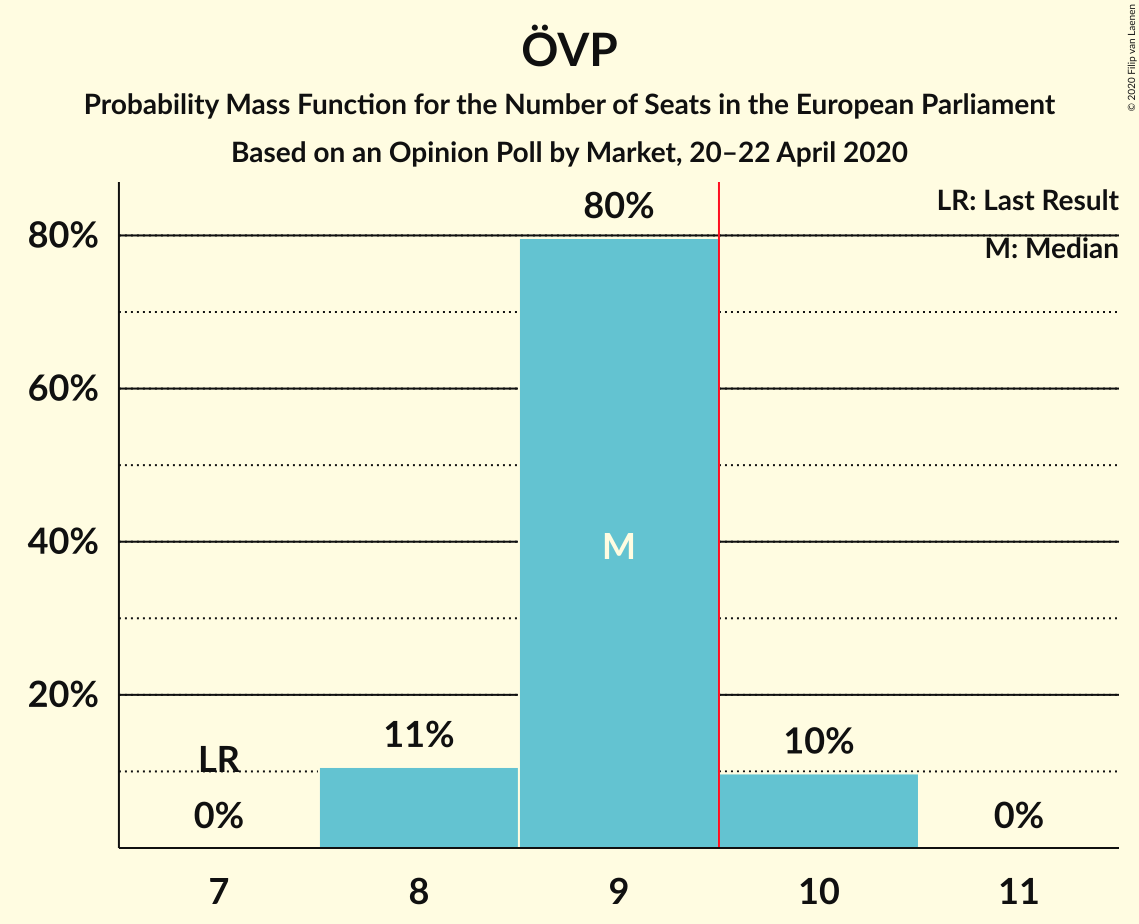 ÖVP
Probability Mass Function for the Number of Seats in the European Parliament
Based on an Opinion Poll by Market, 20–22 April 2020
© 2020 Filip van Laenen
LR: Last Result
M: Median
80%
80%
60%
40%
20%
M
LR
0%
11%
10%
0%
7
8
9
10
11